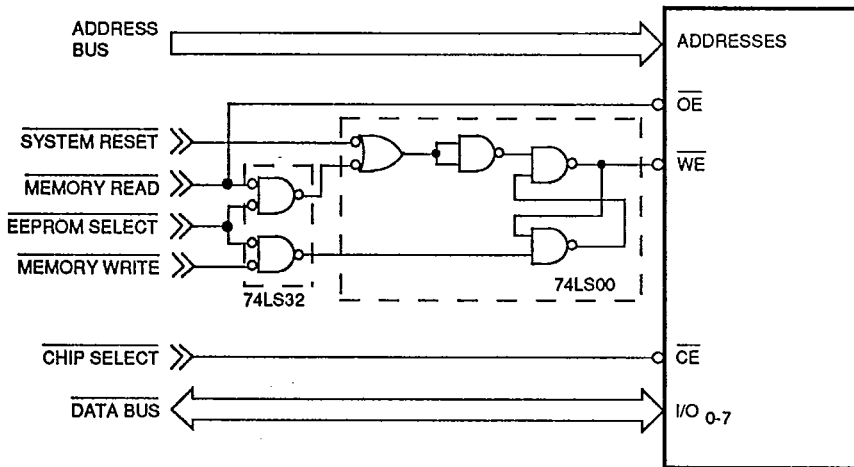 ADDRESS
BUS
ADDRESSES
OE
SYSTEM RESET
WE
MEMORY READ
EEPROM SELECT
MEMORY WRITE
74LS32
74LS00
CHIP SELECT
CE
DATA BUS
I/O 0-7